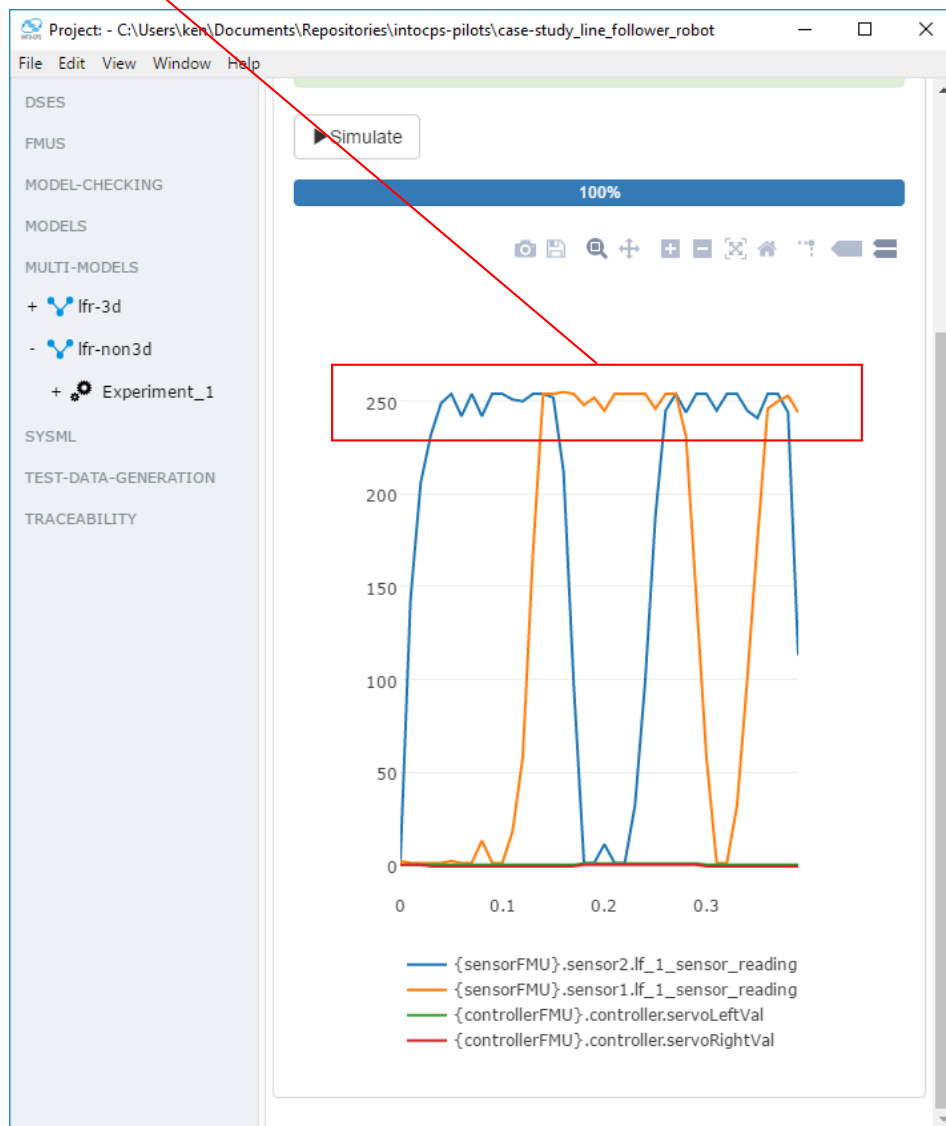 Project: - C:\Users\ken\Documents\Repositories\intocps-pilots\case-study_line_follower_robot
INTO-CPS
File Edit View Window Help
DSES
FMUS
MODEL-CHECKING
MODELS
MULTI-MODELS
+ lfr-3d
- lfr-non3d
+ Experiment_1
SYSML
TEST-DATA-GENERATION
TRACEABILITY
Simulate
100%
250
200
150
100
50
0
0 0.1 0.2 0.3
{sensorFMU}.sensor2.lf_1_sensor_reading
{sensorFMU}.sensor1.lf_1_sensor_reading
{controllerFMU}.controller.servoLeftVal
{controllerFMU}.controller.servoRightVal